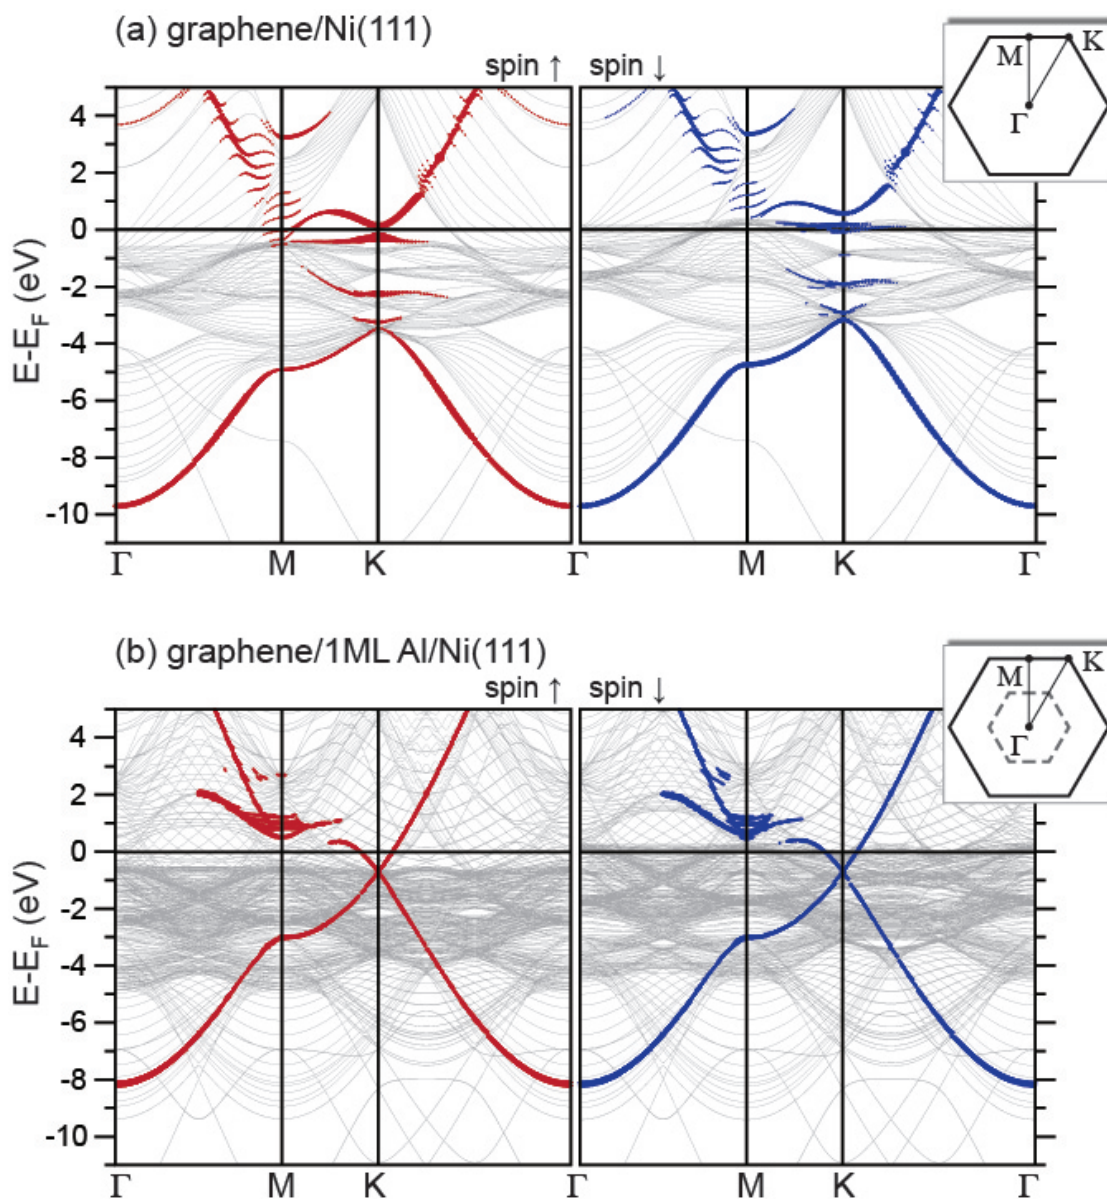 (a) graphene/Ni(111)
spin ↑ spin ↓
M K
Γ
4
2
0
-2
-4
-6
-8
-10
E-E_F (eV)
Γ M K Γ M K Γ
(b) graphene/1ML Al/Ni(111)
spin ↑ spin ↓
M K
Γ
4
2
0
-2
-4
-6
-8
-10
E-E_F (eV)
Γ M K Γ M K Γ